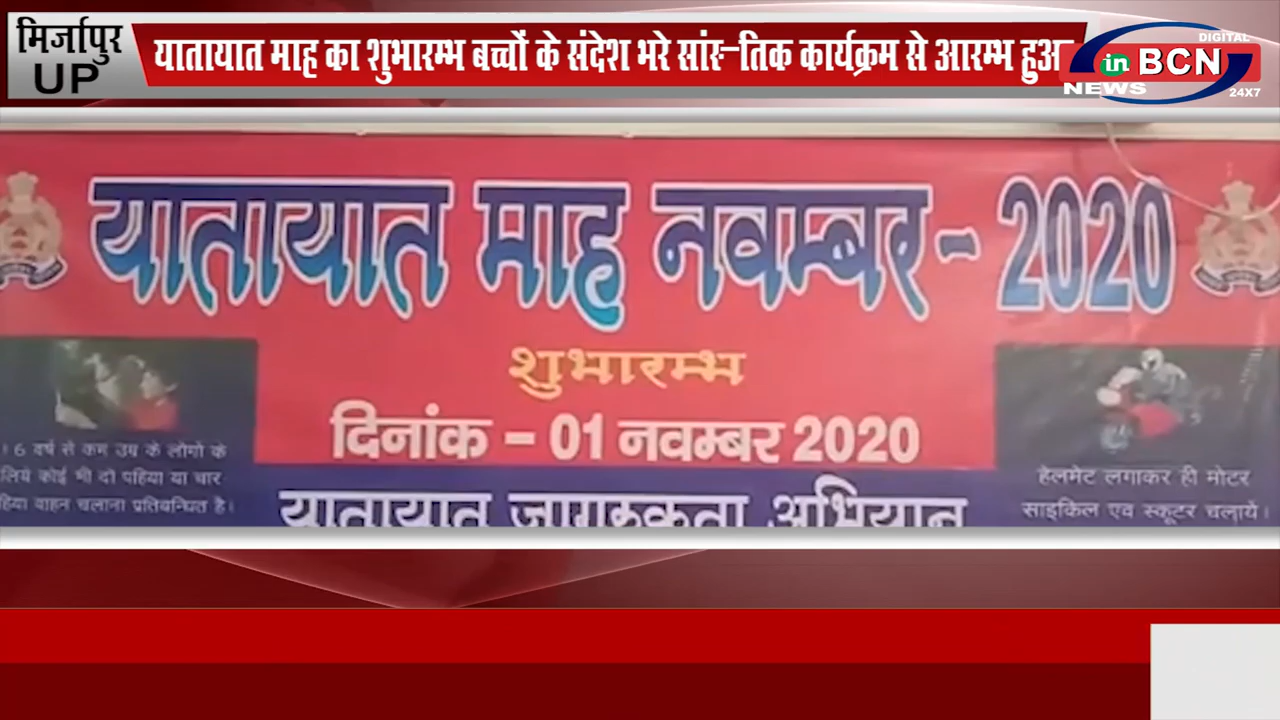 मिर्जापुर
UP
यातायात माह का शुभारम्भ बच्चों के संदेश भरे सांस–तिक कार्यक्रम से आरम्भ हुआ
DIGITAL
in BCN
NEWS
24X7
यातायात माह नवम्बर - 2020
शुभारम्भ
दिनांक - 01 नवम्बर 2020
यातायात जागरूकता अभियान
16 वर्ष से कम उम्र के लोगों के
लिये कोई भी दो पहिया या चार
हिया वाहन चलाना प्रतिबन्धित है।
हेलमेट लगाकर ही मोटर
साइकिल एव स्कूटर चलायें।